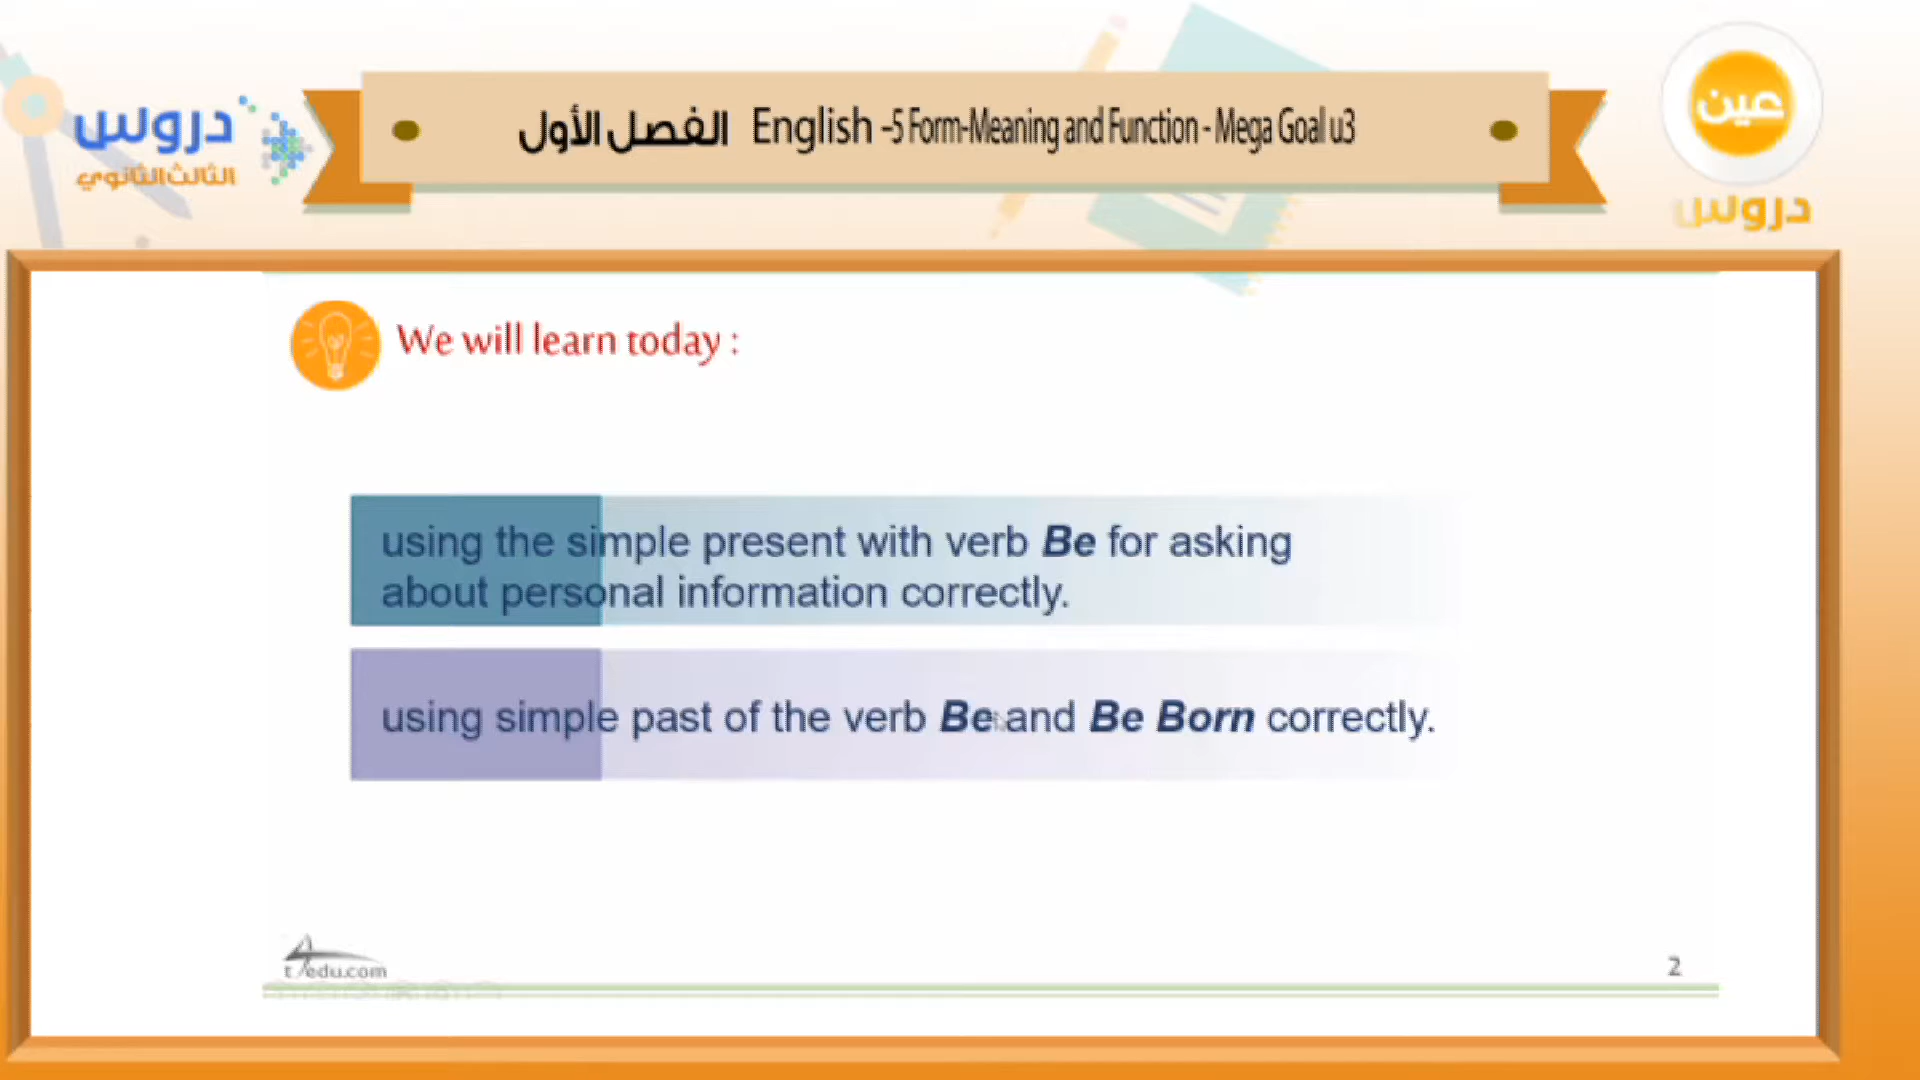 دروس
الثالث الثانوي
الفصل الأول English -5 Form-Meaning and Function - Mega Goal u3
عين
دروس
We will learn today :
using the simple present with verb Be for asking
about personal information correctly.
using simple past of the verb Be and Be Born correctly.
t4edu.com
2